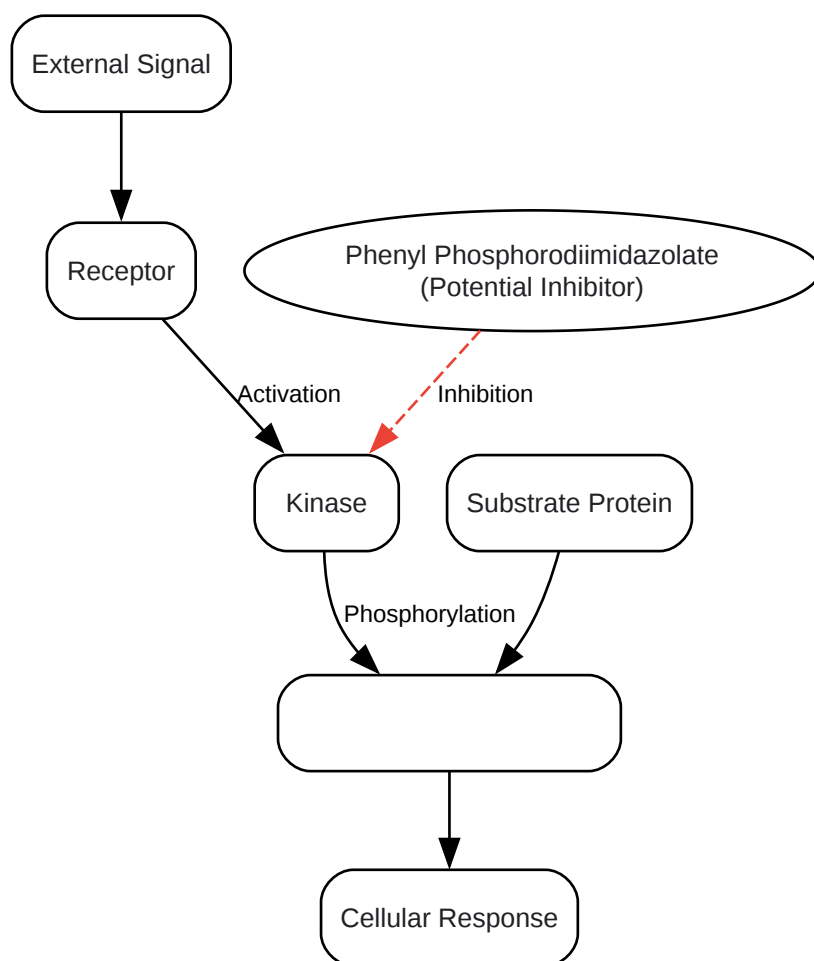 External Signal
Receptor
Phenyl Phosphorodiimidazolate
(Potential Inhibitor)
Activation
Inhibition
Kinase
Substrate Protein
Phosphorylation
Cellular Response